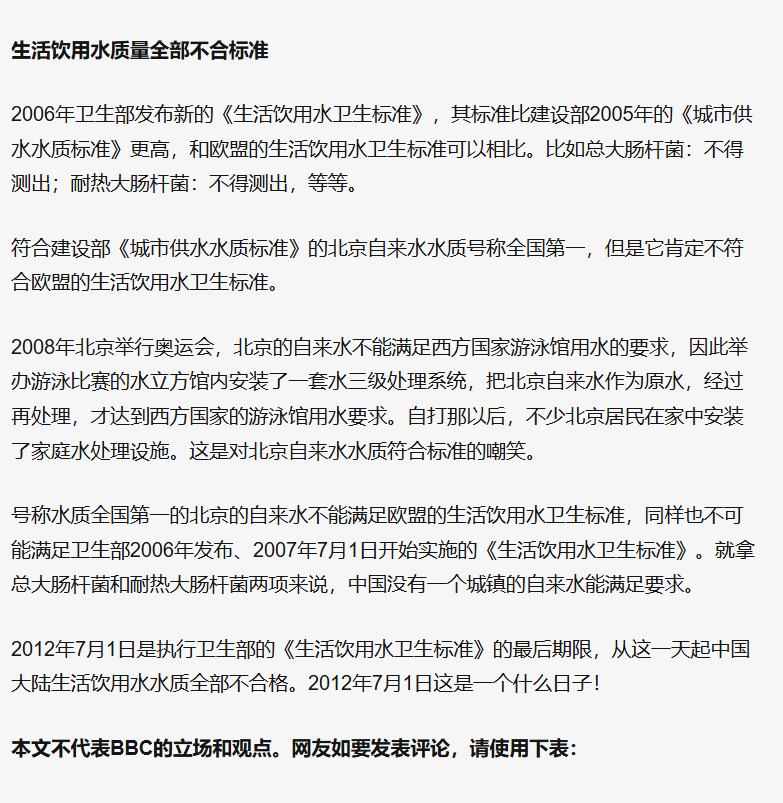 生活饮用水质量全部不合标准
2006年卫生部发布新的《生活饮用水卫生标准》，其标准比建设部2005年的《城市供
水水质标准》更高，和欧盟的生活饮用水卫生标准可以相比。比如总大肠杆菌：不得
测出；耐热大肠杆菌：不得测出，等等。
符合建设部《城市供水水质标准》的北京自来水水质号称全国第一，但是它肯定不符
合欧盟的生活饮用水卫生标准。
2008年北京举行奥运会，北京的自来水不能满足西方国家游泳馆用水的要求，因此举
办游泳比赛的水立方馆内安装了一套水三级处理系统，把北京自来水作为原水，经过
再处理，才达到西方国家的游泳馆用水要求。自打那以后，不少北京居民在家中安装
了家庭水处理设施。这是对北京自来水水质符合标准的嘲笑。
号称水质全国第一的北京的自来水不能满足欧盟的生活饮用水卫生标准，同样也不可
能满足卫生部2006年发布、2007年7月1日开始实施的《生活饮用水卫生标准》。就拿
总大肠杆菌和耐热大肠杆菌两项来说，中国没有一个城镇的自来水能满足要求。
2012年7月1日是执行卫生部的《生活饮用水卫生标准》的最后期限，从这一天起中国
大陆生活饮用水水质全部不合格。2012年7月1日这是一个什么日子！
本文不代表BBC的立场和观点。网友如要发表评论，请使用下表：